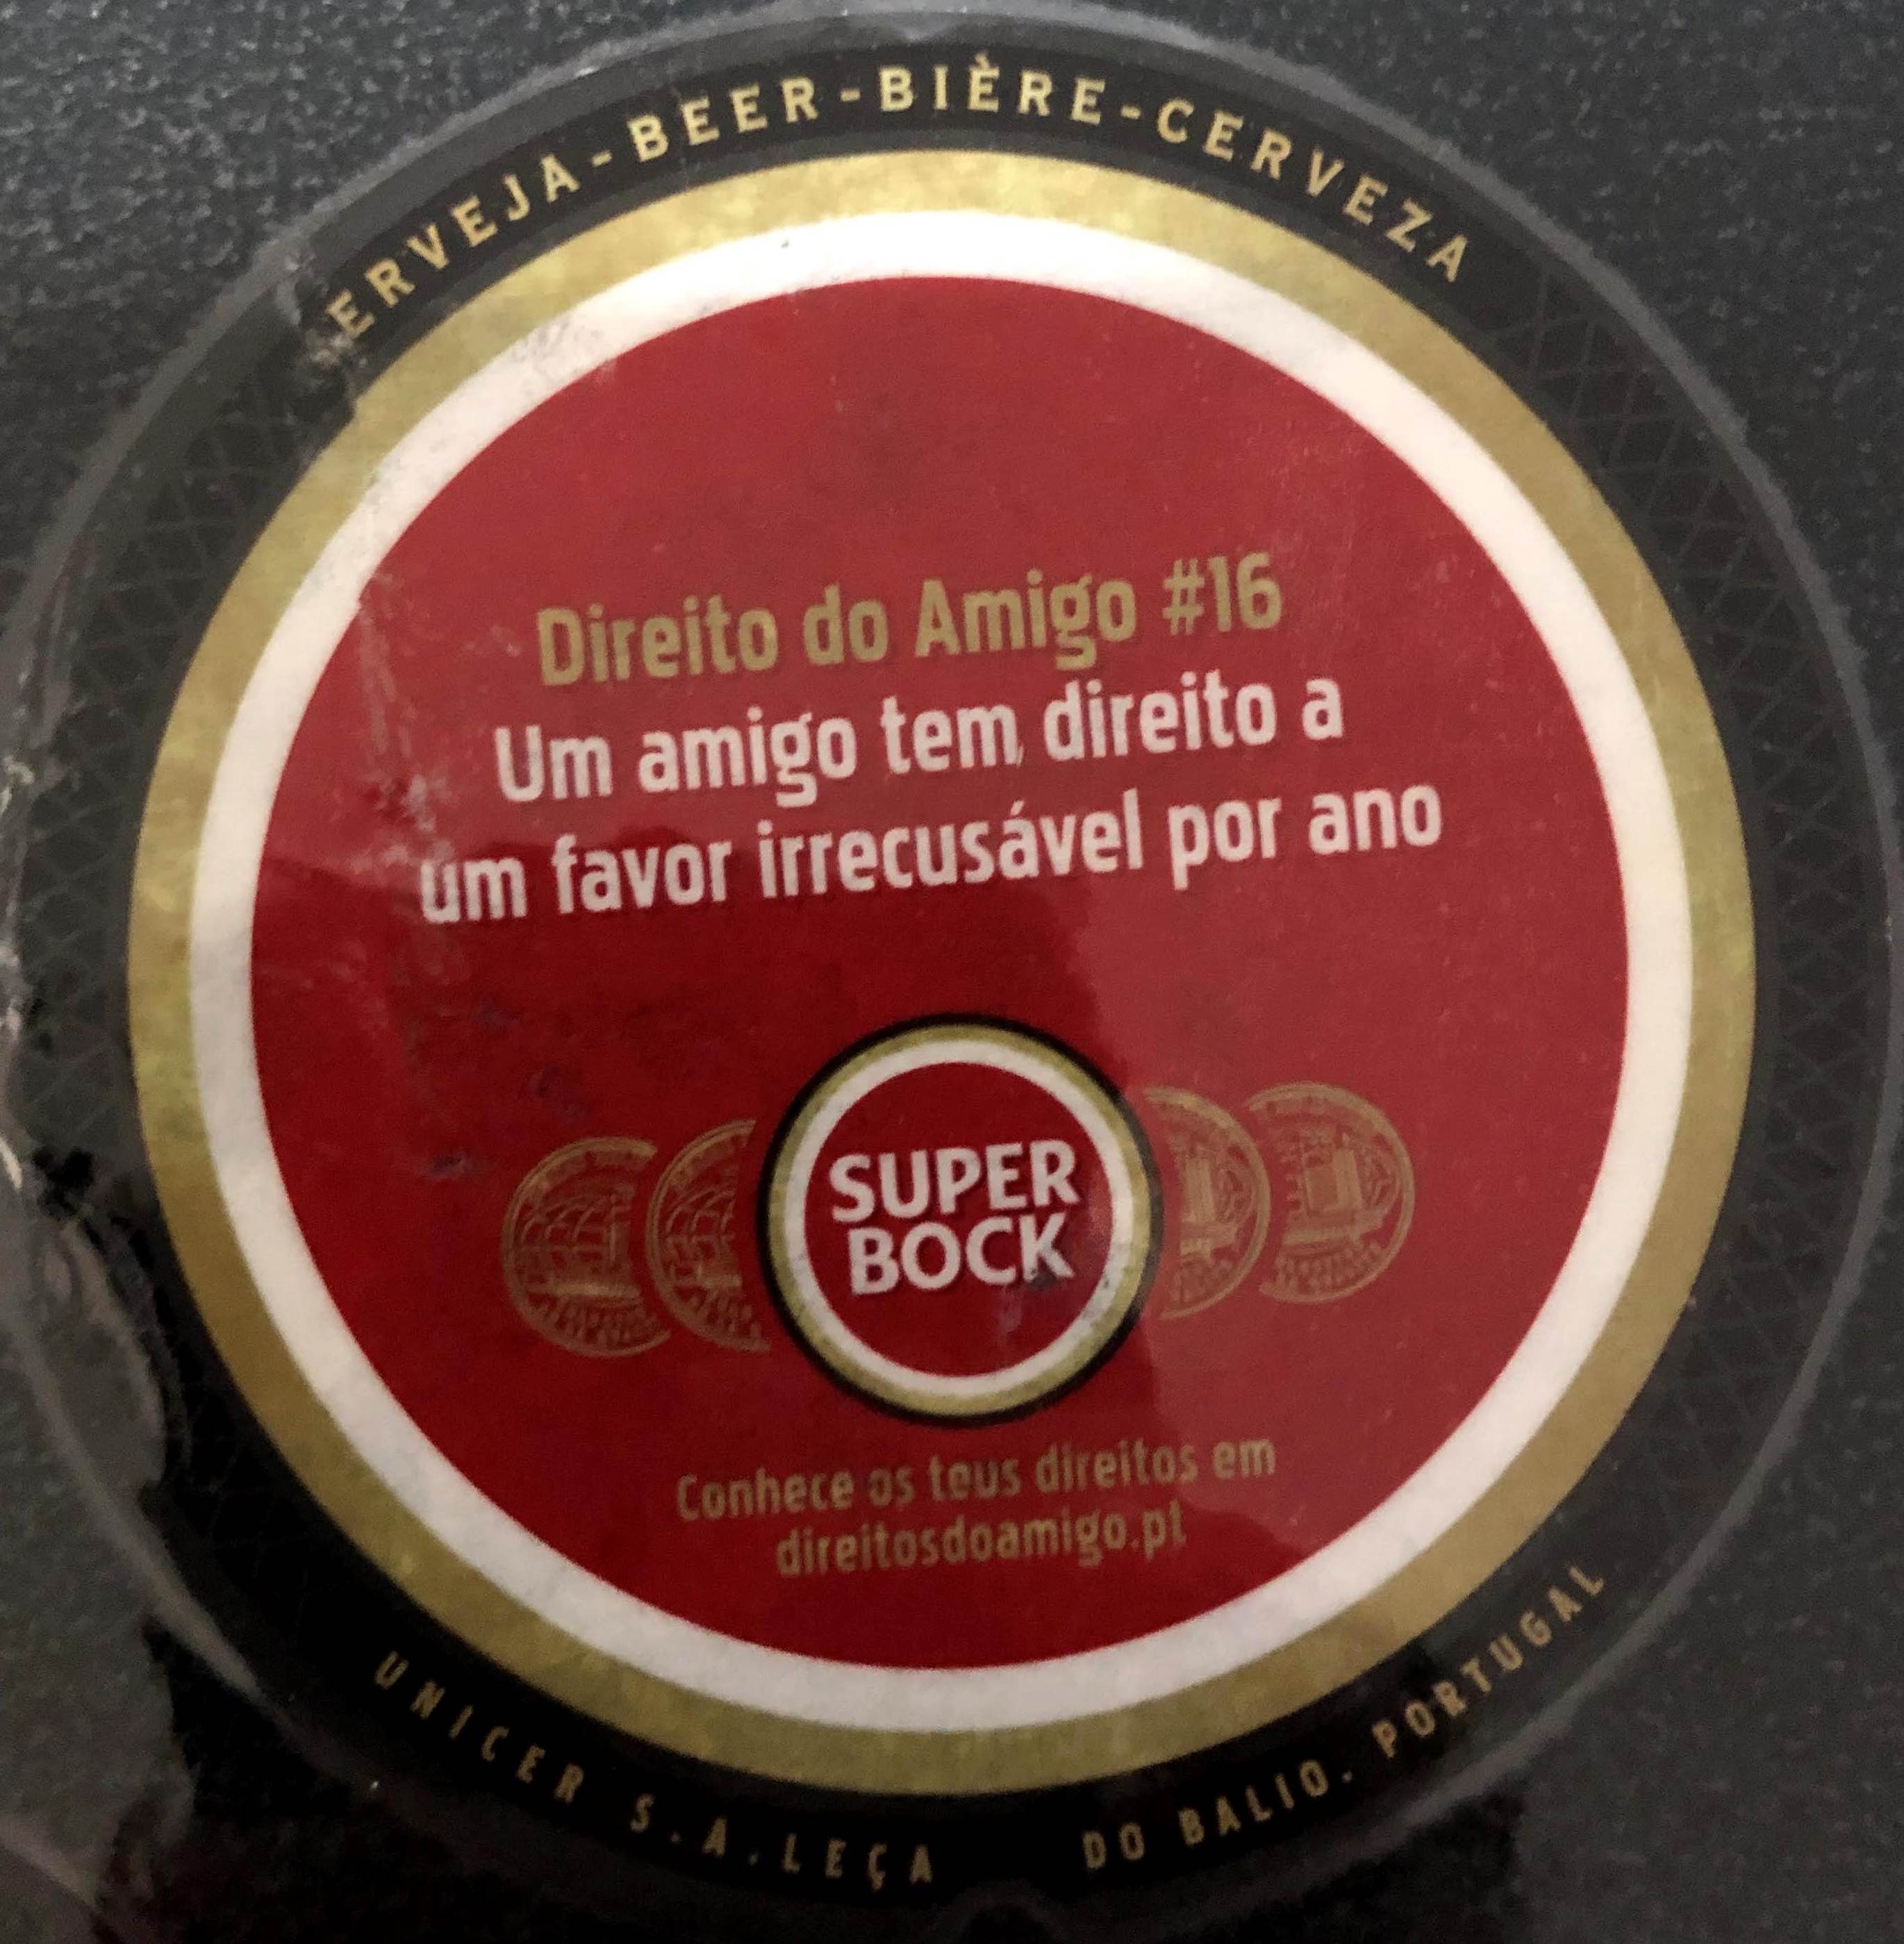 ERVEJA-BEER-BIÈRE-CERVEZA
Direito do Amigo #16
Um amigo tem direito a
um favor irrecusável por ano
SUPER
BOCK
Conhece os teus direitos em
direitosdoamigo.pt
UNICER S.A.LEÇA DO BALIO. PORTUGAL